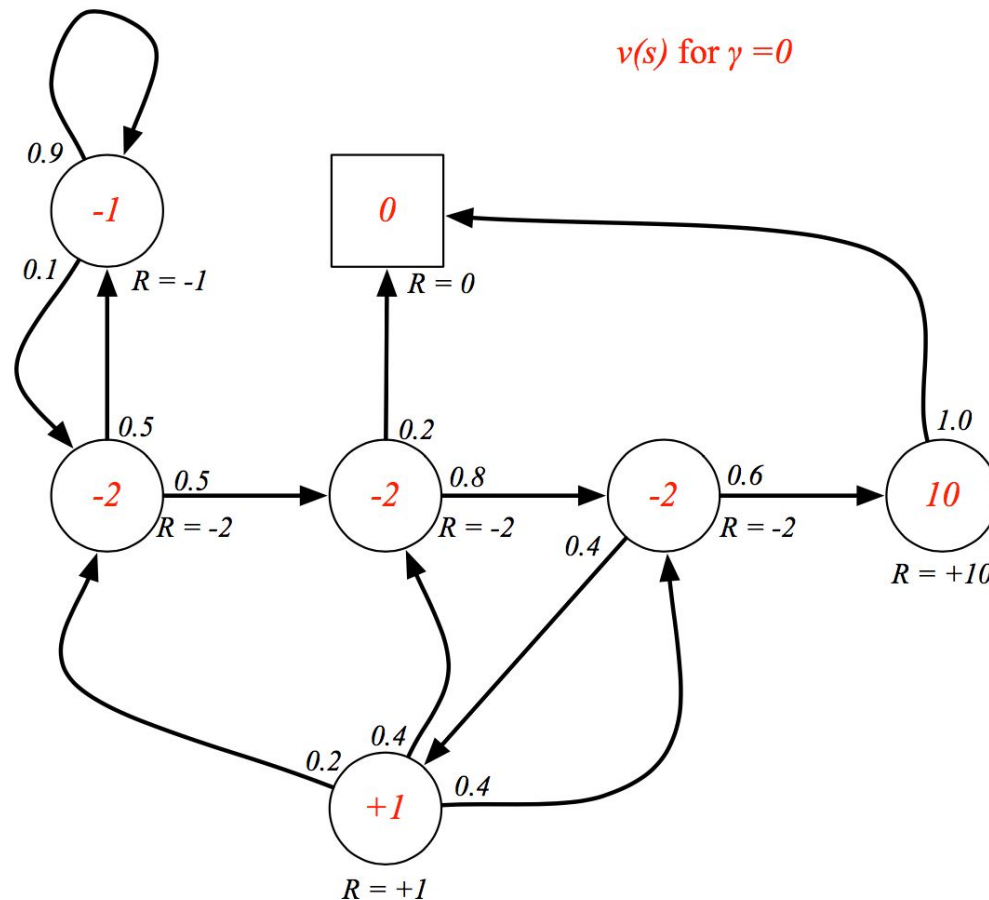 v(s) for γ =0
0.9
-1
0
0.1
R = -1
R = 0
0.5
0.2
1.0
-2
0.5
-2
0.8
-2
0.6
10
R = -2
R = -2
0.4
R = -2
R = +10
0.2
0.4
0.4
+1
R = +1